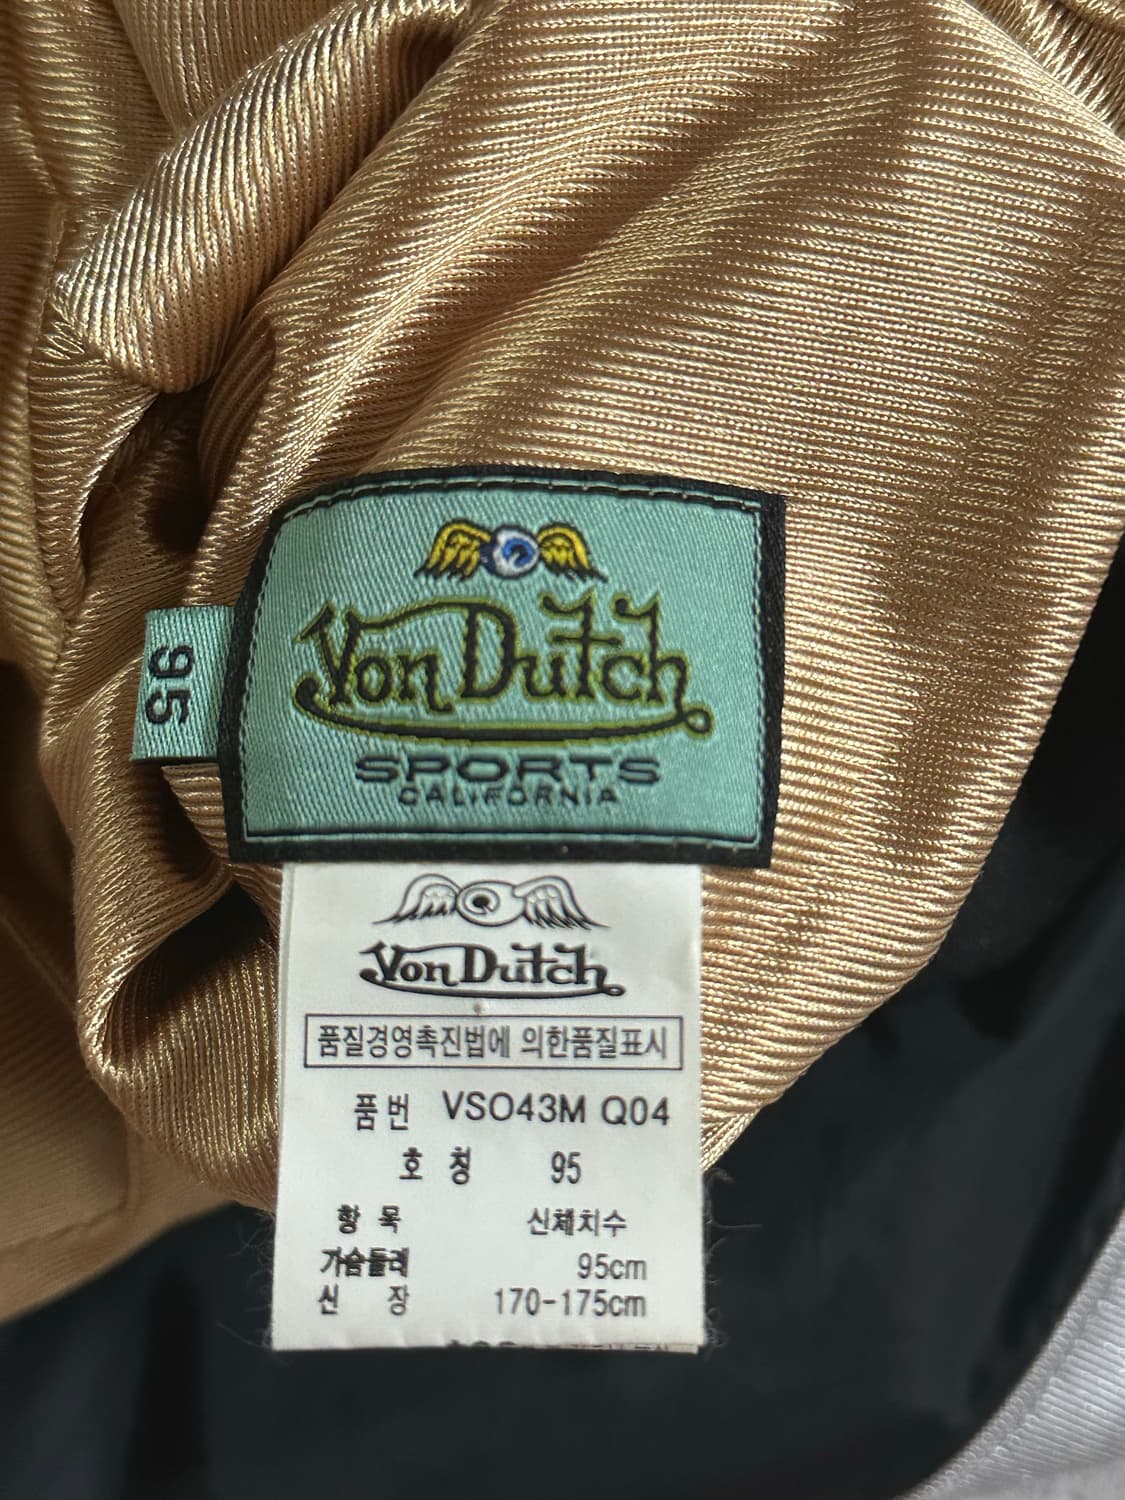 Von Dutch
SPORTS
CALIFORNIA
95
Von Dutch
품질경영촉진법에 의한품질표시
품번 VSO43M Q04
호 칭 95
항 목 신체치수
가슴둘레 95cm
신 장 170-175cm